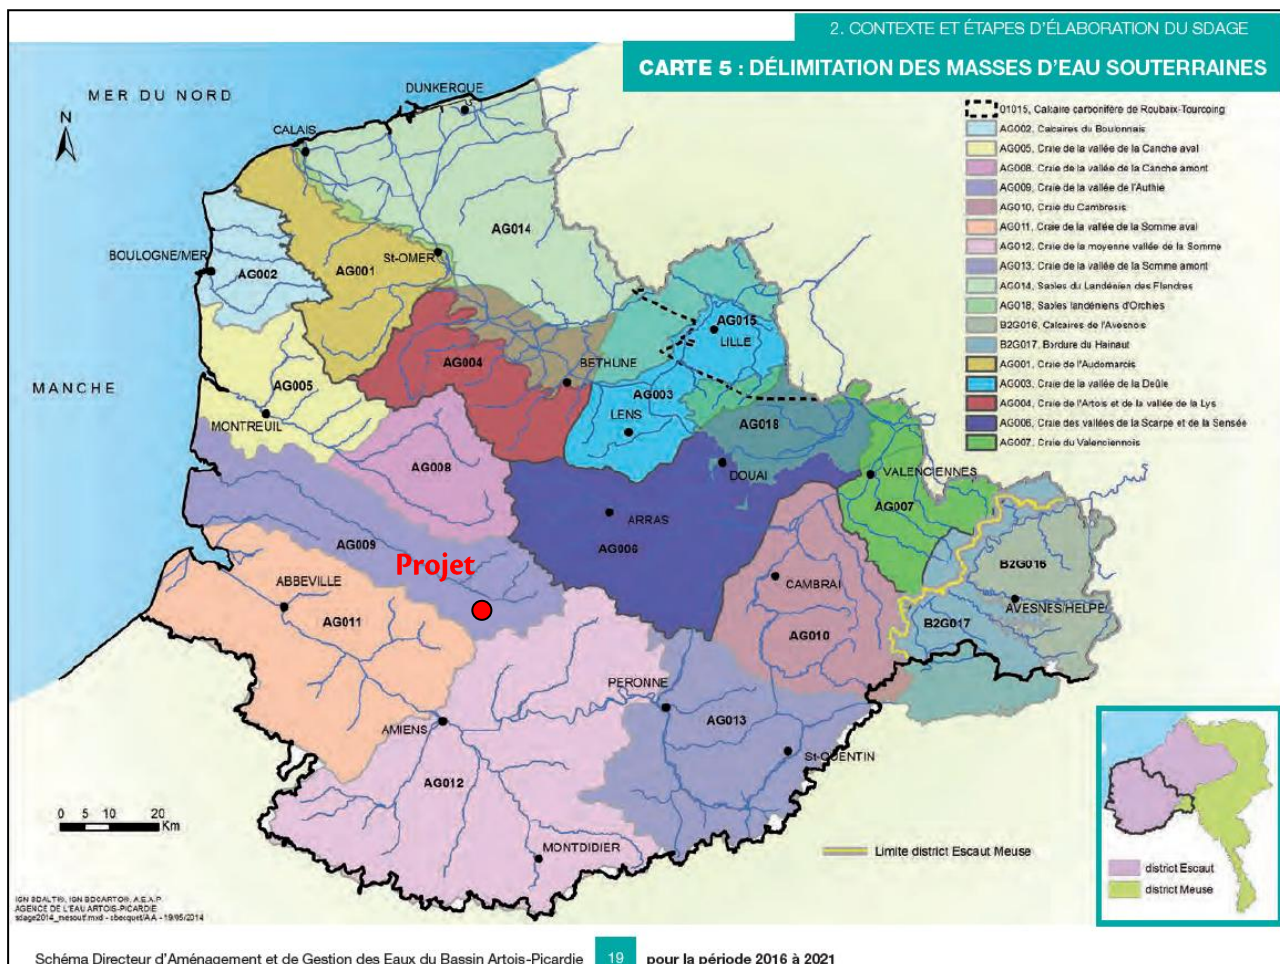 2. CONTEXTE ET ÉTAPES D'ÉLABORATION DU SDAGE
CARTE 5 : DÉLIMITATION DES MASSES D'EAU SOUTERRAINES
MER DU NORD
N
DUNKERQUE
CALAIS
01015, Calcaire carbonifère de Roubaix-Tourcoing
AG002, Calcaires du Boulonnais
AG005, Craie de la vallée de la Canche aval
AG008, Craie de la vallée de la Canche amont
AG009, Craie de la vallée de l'Authie
AG010, Craie du Cambresis
AG011, Craie de la vallée de la Somme aval
AG012, Craie de la moyenne vallée de la Somme
AG013, Craie de la vallée de la Somme amont
AG014, Sables du Landénien des Flandres
AG018, Sables landéniens d'Orchies
B2G016, Calcaires de l'Avesnois
B2G017, Bordure du Hainaut
AG001, Craie de l'Audomarois
AG003, Craie de la vallée de la Deûle
AG004, Craie de l'Artois et de la vallée de la Lys
AG006, Craie des vallées de la Scarpe et de la Sensée
AG007, Craie du Valenciennois
AG014
BOULOGNE/MER
St-OMER
AG002
AG001
AG015
LILLE
AG004
BETHUNE
MANCHE
AG005
AG003
MONTREUIL
LENS
AG018
AG008
DOUAI
VALENCIENNES
AG007
ARRAS
AG009
AG006
Projet
B2G016
ABBEVILLE
CAMBRAI
AVESNES/HELPE
AG011
AG010
B2G017
PERONNE
AG013
AMIENS
St-QUENTIN
AG012
0 5 10 20
Km
MONTDIDIER
Limite district Escaut Meuse
district Escaut
district Meuse
IGN BDALTI®, IGN BDCARTO®, A.E.A.P.
AGENCE DE L'EAU ARTOIS-PICARDIE
sdage2014_mesout.mxd - sbecquet/AA - 19/05/2014
Schéma Directeur d'Aménagement et de Gestion des Eaux du Bassin Artois-Picardie 19 pour la période 2016 à 2021